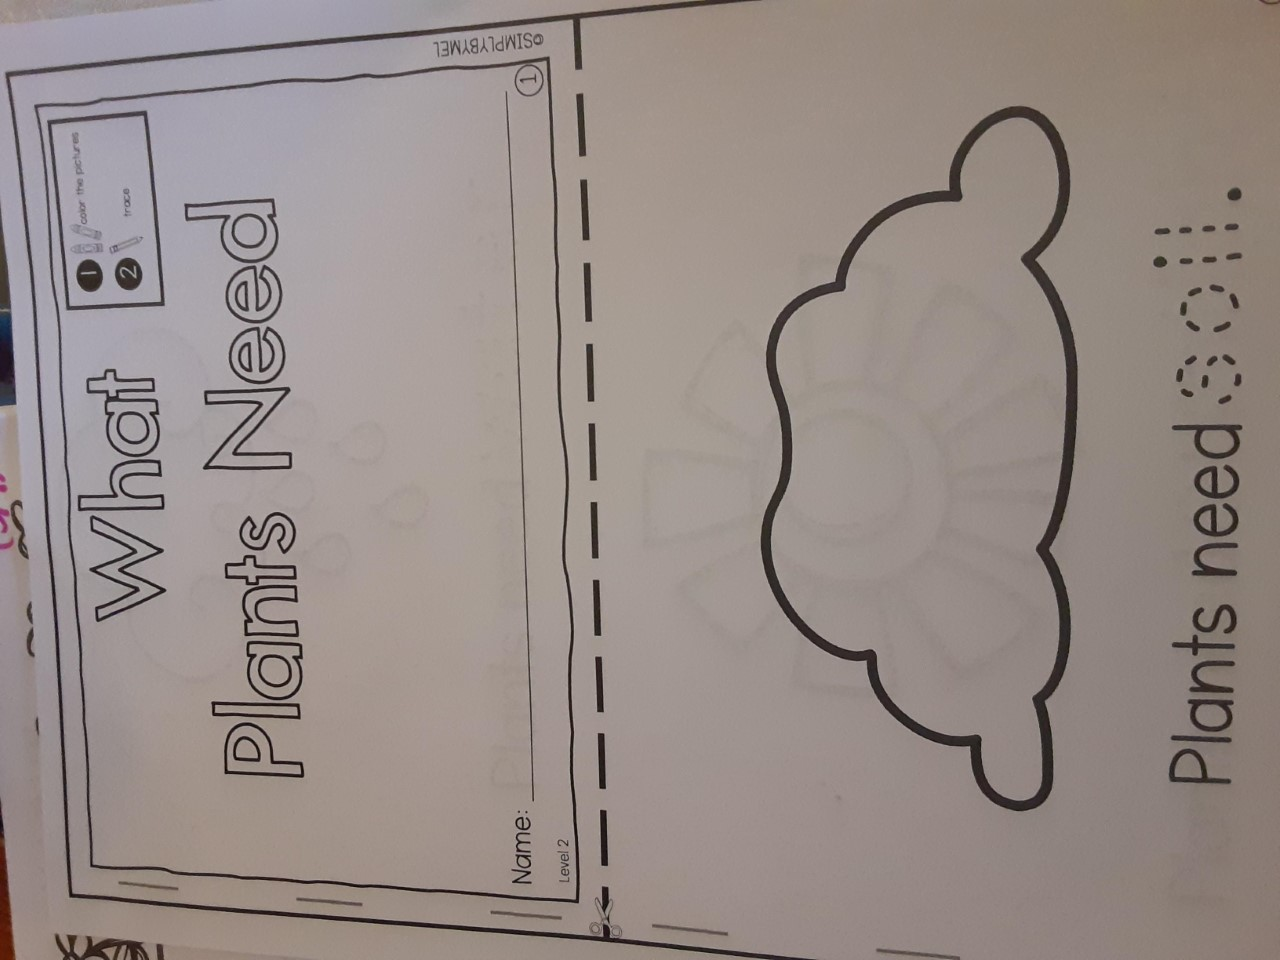 1 color the pictures
2 trace
What
Plants Need
Name:
Level 2
1
©SIMPLYBYMEL
Plants need soil.